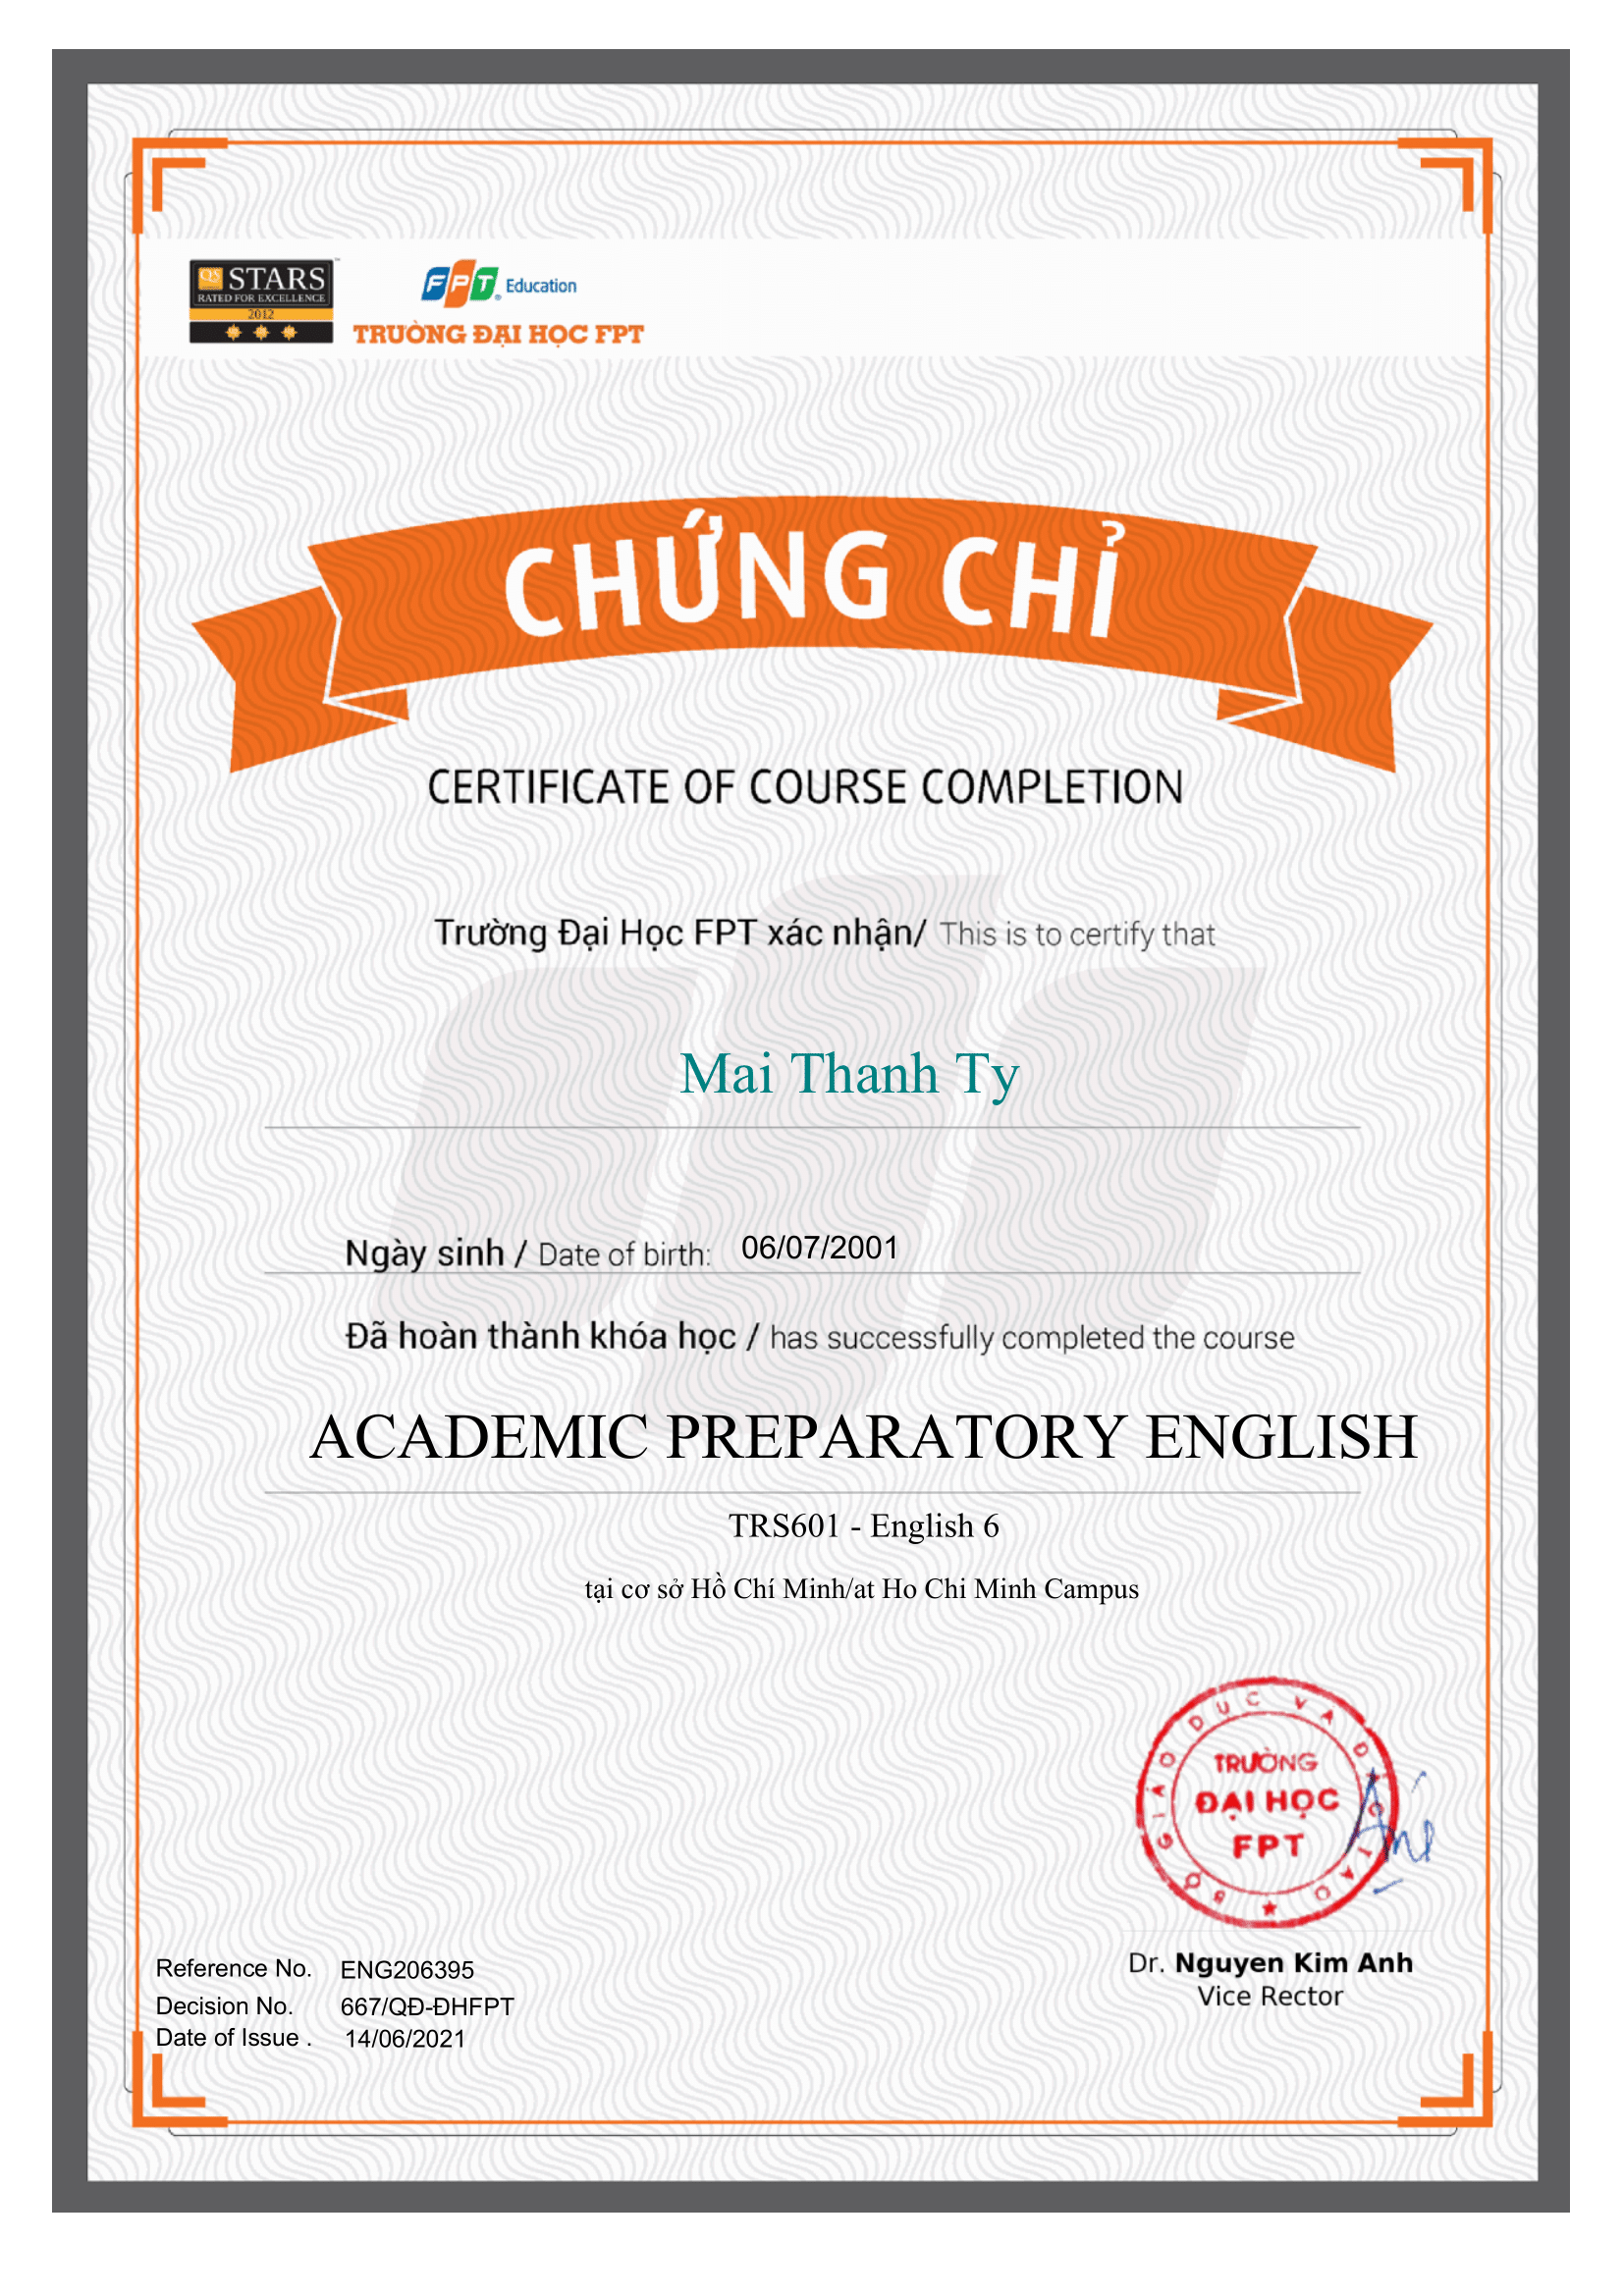 QS STARS™
RATED FOR EXCELLENCE
2012
FPT® Education
TRƯỜNG ĐẠI HỌC FPT
CHỨNG CHỈ
CERTIFICATE OF COURSE COMPLETION
Trường Đại Học FPT xác nhận/ This is to certify that
Mai Thanh Ty
Ngày sinh / Date of birth: 06/07/2001
Đã hoàn thành khóa học / has successfully completed the course
ACADEMIC PREPARATORY ENGLISH
TRS601 - English 6
tại cơ sở Hồ Chí Minh/at Ho Chi Minh Campus
BỘ GIÁO DỤC VÀ ĐÀO TẠO
TRƯỜNG
ĐẠI HỌC
FPT
Dr. Nguyen Kim Anh
Vice Rector
Reference No. ENG206395
Decision No. 667/QĐ-ĐHFPT
Date of Issue . 14/06/2021